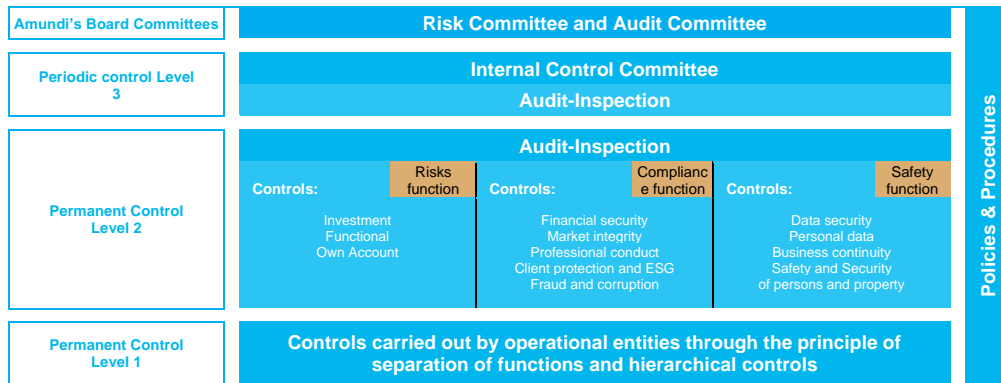 Amundi's Board Committees
Risk Committee and Audit Committee
Periodic control Level
3
Internal Control Committee
Audit-Inspection
Permanent Control
Level 2
Audit-Inspection
Controls:
Risks
function
Investment
Functional
Own Account
Controls:
Complianc
e function
Financial security
Market integrity
Professional conduct
Client protection and ESG
Fraud and corruption
Controls:
Safety
function
Data security
Personal data
Business continuity
Safety and Security
of persons and property
Permanent Control
Level 1
Controls carried out by operational entities through the principle of
separation of functions and hierarchical controls
Policies & Procedures